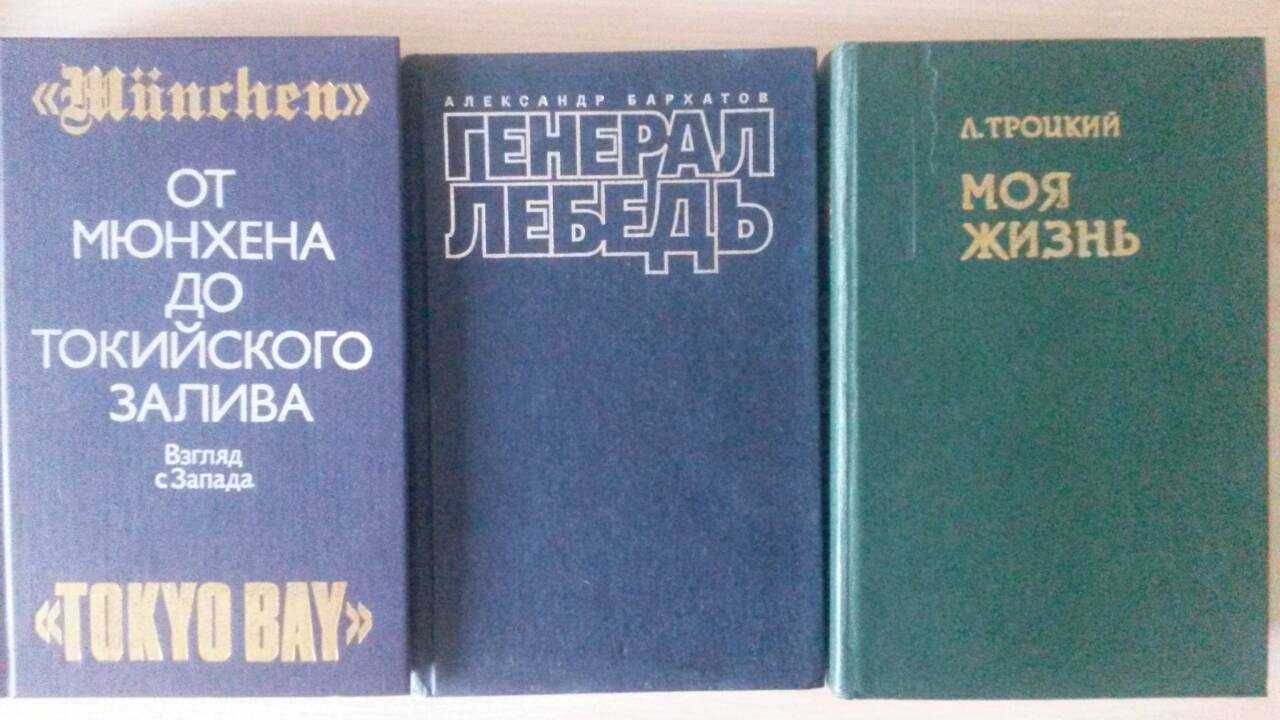 «München»
ОТ
МЮНХЕНА
ДО
ТОКИЙСКОГО
ЗАЛИВА
Взгляд
с Запада
«TOKYO BAY»
АЛЕКСАНДР БАРХАТОВ
ГЕНЕРАЛ
ЛЕБЕДЬ
Л. ТРОЦКИЙ
МОЯ
ЖИЗНЬ